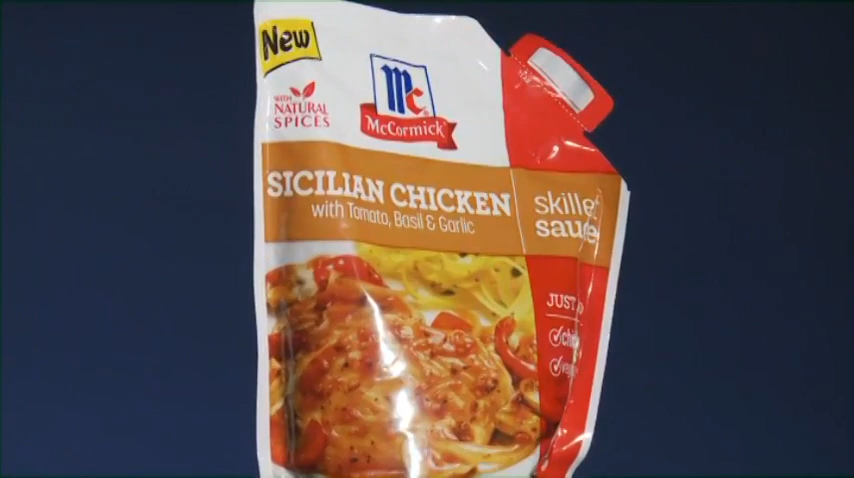 New
WITH
NATURAL
SPICES
Mc
McCormick®
SICILIAN CHICKEN
with Tomato, Basil & Garlic
skillet
sauce
JUST